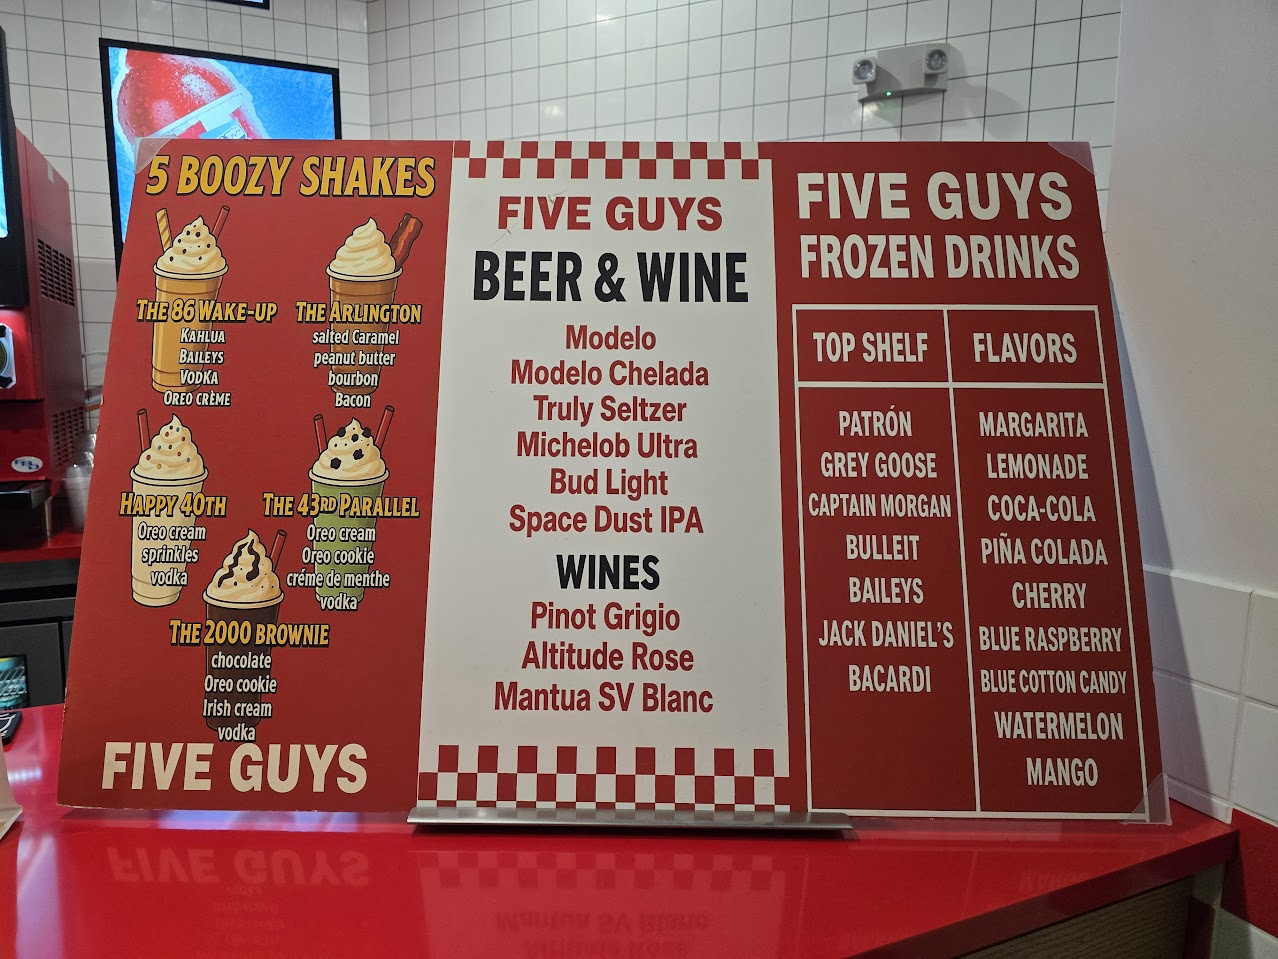 5 BOOZY SHAKES
THE 86 WAKE-UP
KAHLUA
BAILEYS
VODKA
OREO CRÈME
THE ARLINGTON
salted Caramel
peanut butter
bourbon
Bacon
HAPPY 40TH
Oreo cream
sprinkles
vodka
THE 43RD PARALLEL
Oreo cream
Oreo cookie
créme de menthe
vodka
THE 2000 BROWNIE
chocolate
Oreo cookie
Irish cream
vodka
FIVE GUYS
FIVE GUYS
BEER & WINE
Modelo
Modelo Chelada
Truly Seltzer
Michelob Ultra
Bud Light
Space Dust IPA
WINES
Pinot Grigio
Altitude Rose
Mantua SV Blanc
FIVE GUYS
FROZEN DRINKS
TOP SHELF
PATRÓN
GREY GOOSE
CAPTAIN MORGAN
BULLEIT
BAILEYS
JACK DANIEL'S
BACARDI
FLAVORS
MARGARITA
LEMONADE
COCA-COLA
PIÑA COLADA
CHERRY
BLUE RASPBERRY
BLUE COTTON CANDY
WATERMELON
MANGO